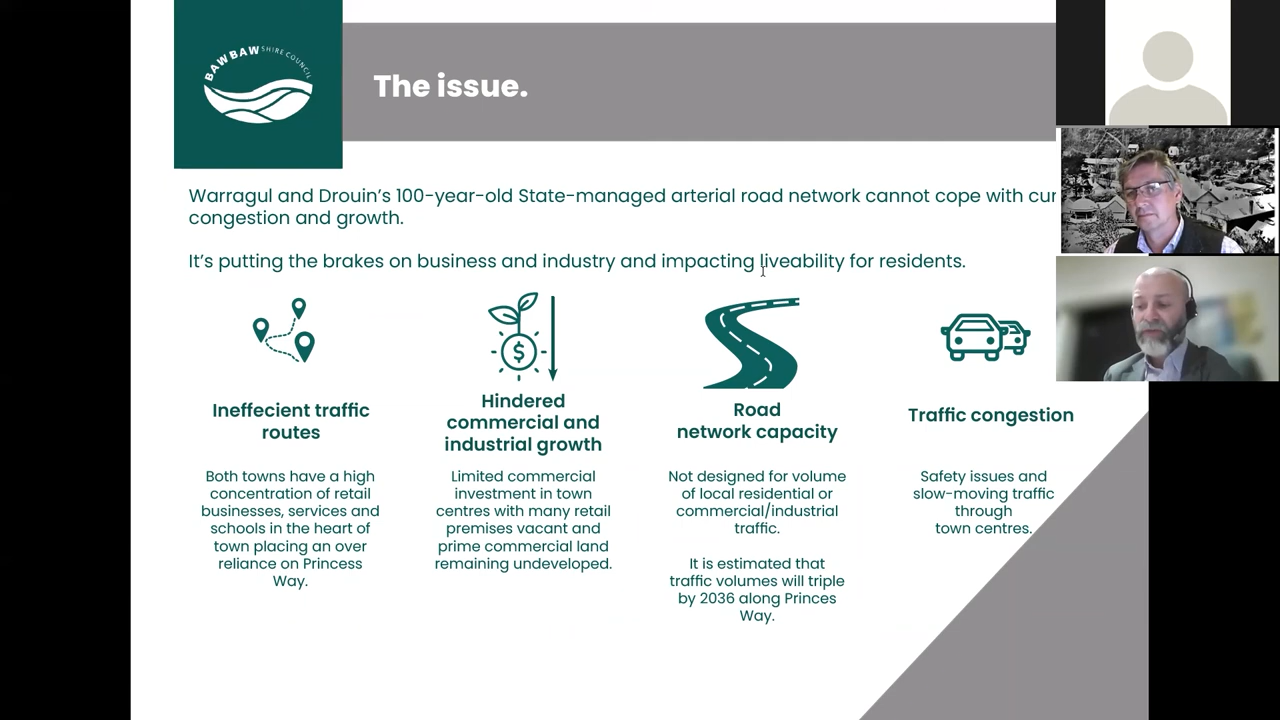 BAW BAW SHIRE COUNCIL
The issue.
Warragul and Drouin’s 100-year-old State-managed arterial road network cannot cope with
congestion and growth.
It’s putting the brakes on business and industry and impacting liveability for residents.
Ineffecient traffic
routes
Both towns have a high
concentration of retail
businesses, services and
schools in the heart of
town placing an over
reliance on Princess
Way.
Hindered
commercial and
industrial growth
Limited commercial
investment in town
centres with many retail
premises vacant and
prime commercial land
remaining undeveloped.
Road
network capacity
Not designed for volume
of local residential or
commercial/industrial
traffic.
It is estimated that
traffic volumes will triple
by 2036 along Princes
Way.
Traffic congestion
Safety issues and
slow-moving traffic
through
town centres.